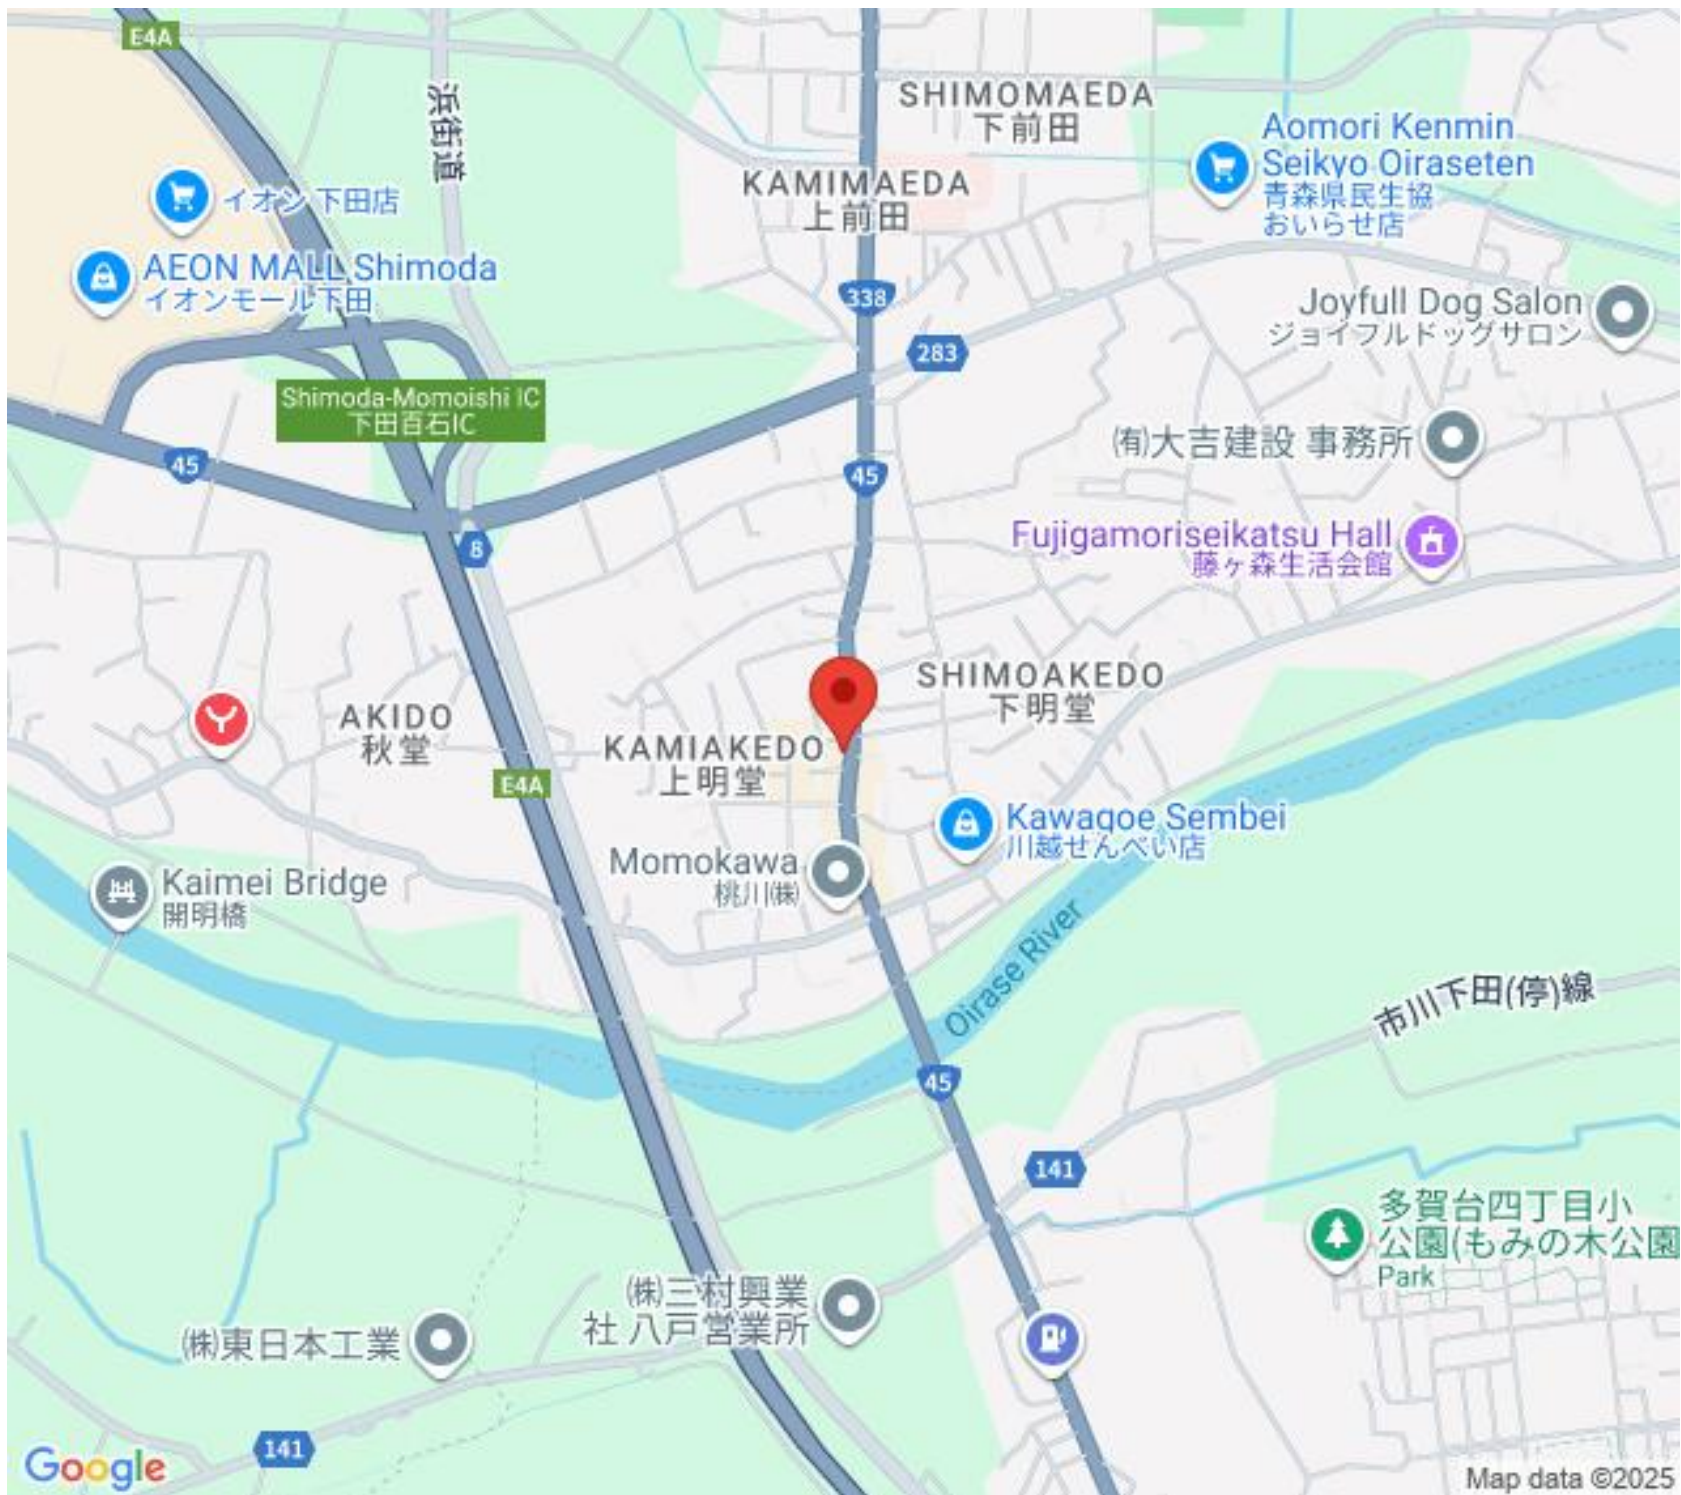 E4A
浜街道
SHIMOMAEDA
下前田
Aomori Kenmin
Seikyo Oiraseten
青森県民生協
おいらせ店
KAMIMAEDA
上前田
イオン 下田店
AEON MALL Shimoda
イオンモール下田
338
Joyfull Dog Salon
ジョイフルドッグサロン
283
Shimoda-Momoishi IC
下田百石IC
㈲大吉建設 事務所
45
45
Fujigamoriseikatsu Hall
藤ヶ森生活会館
8
SHIMOAKEDO
下明堂
AKIDO
秋堂
KAMIAKEDO
上明堂
E4A
Kawagoe Sembei
川越せんべい店
Momokawa
桃川㈱
Kaimei Bridge
開明橋
Oirase River
市川下田(停)線
45
141
多賀台四丁目小
公園(もみの木公園
Park
㈱三村興業
社 八戸営業所
㈱東日本工業
141
Google
Map data ©2025